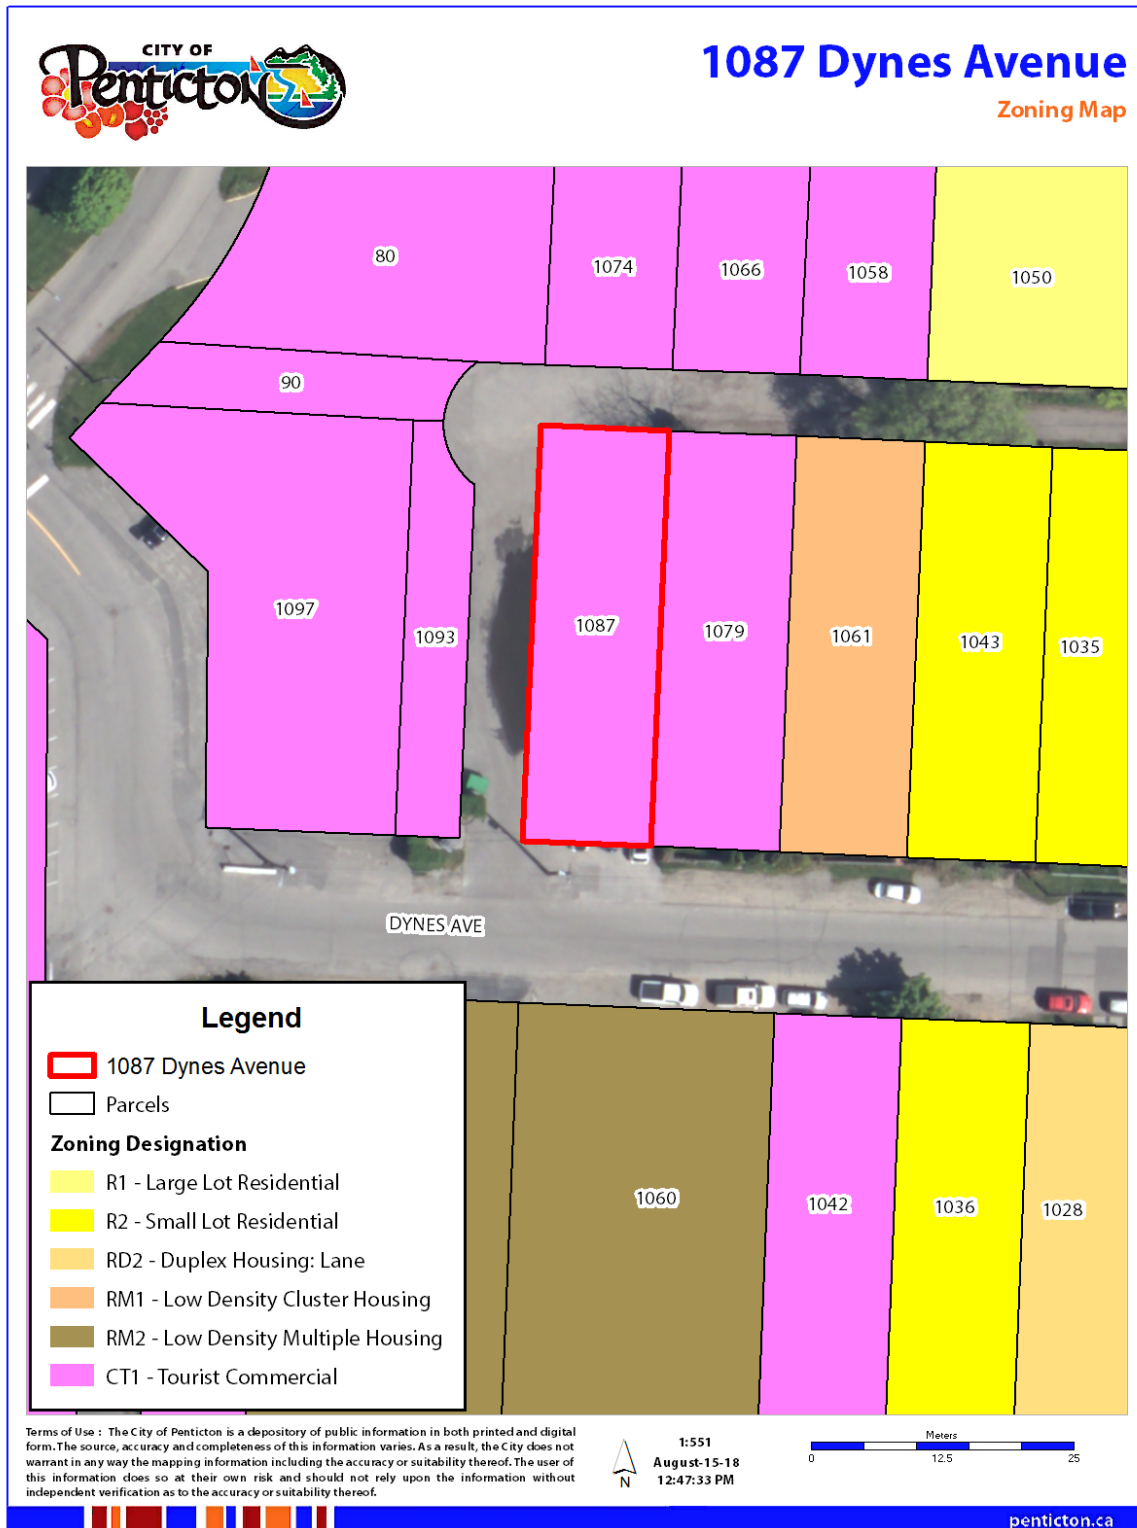 CITY OF
Penticton
1087 Dynes Avenue
Zoning Map
80
1074
1066
1058
1050
90
1097
1093
1087
1079
1061
1043
1035
DYNES AVE
1060
1042
1036
1028
Legend
1087 Dynes Avenue
Parcels
Zoning Designation
R1 - Large Lot Residential
R2 - Small Lot Residential
RD2 - Duplex Housing: Lane
RM1 - Low Density Cluster Housing
RM2 - Low Density Multiple Housing
CT1 - Tourist Commercial
Terms of Use : The City of Penticton is a depository of public information in both printed and digital
form. The source, accuracy and completeness of this information varies. As a result, the City does not
warrant in any way the mapping information including the accuracy or suitability thereof. The user of
this information does so at their own risk and should not rely upon the information without
independent verification as to the accuracy or suitability thereof.
N
1:551
August-15-18
12:47:33 PM
Meters
0 12.5 25
penticton.ca